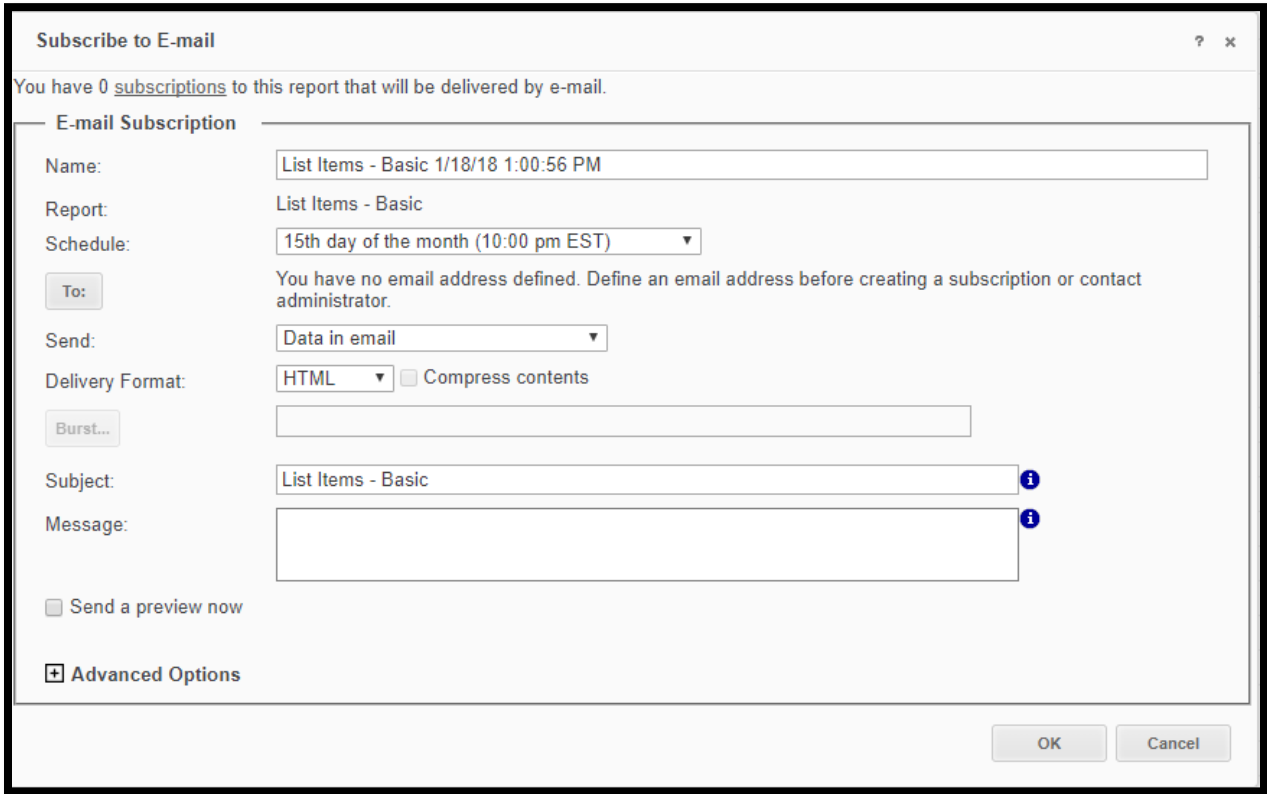 Subscribe to E-mail ? ×
You have 0 subscriptions to this report that will be delivered by e-mail.
E-mail Subscription
Name: List Items - Basic 1/18/18 1:00:56 PM
Report: List Items - Basic
Schedule: 15th day of the month (10:00 pm EST)
To: You have no email address defined. Define an email address before creating a subscription or contact
administrator.
Send: Data in email
Delivery Format: HTML Compress contents
Burst...
Subject: List Items - Basic
Message:
Send a preview now
Advanced Options
OK Cancel